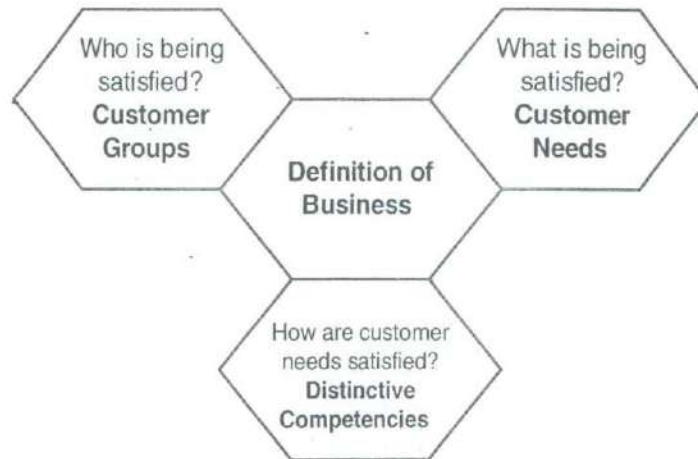 Who is being
satisfied?
Customer
Groups
What is being
satisfied?
Customer
Needs
Definition of
Business
How are customer
needs satisfied?
Distinctive
Competencies